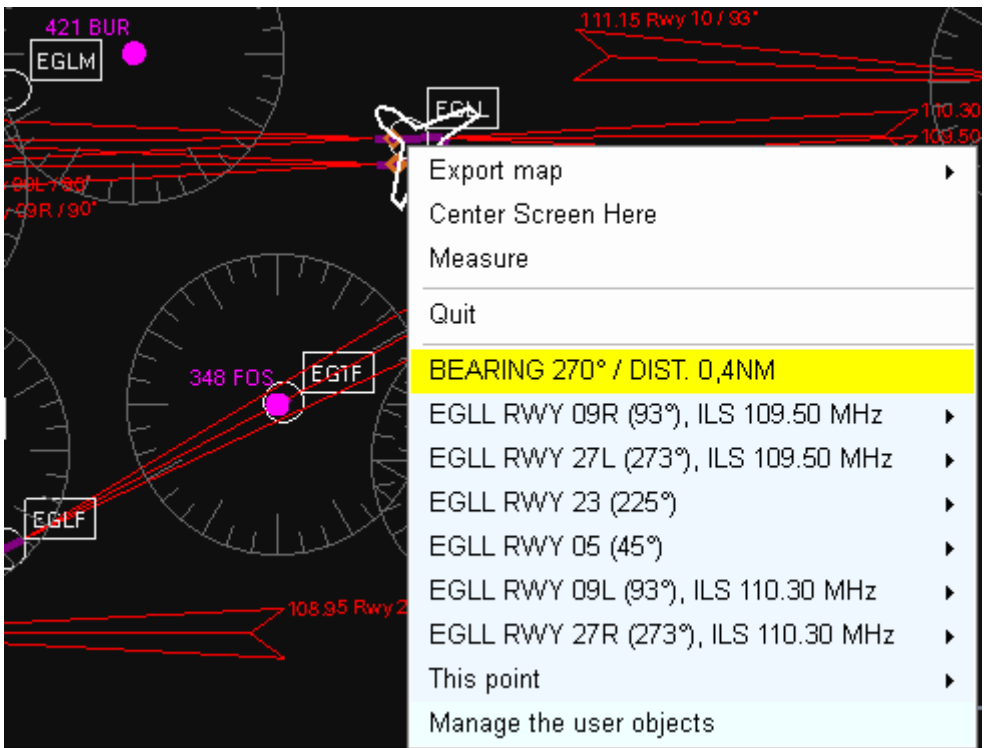 421 BUR
EGLM
111.15 Rwy 10 / 93°
EGLL
110.30
109.50
09R / 90°
348 FOS
EGTF
EGLF
108.95 Rwy 2
Export map
Center Screen Here
Measure
Quit
BEARING 270° / DIST. 0,4NM
EGLL RWY 09R (93°), ILS 109.50 MHz
EGLL RWY 27L (273°), ILS 109.50 MHz
EGLL RWY 23 (225°)
EGLL RWY 05 (45°)
EGLL RWY 09L (93°), ILS 110.30 MHz
EGLL RWY 27R (273°), ILS 110.30 MHz
This point
Manage the user objects